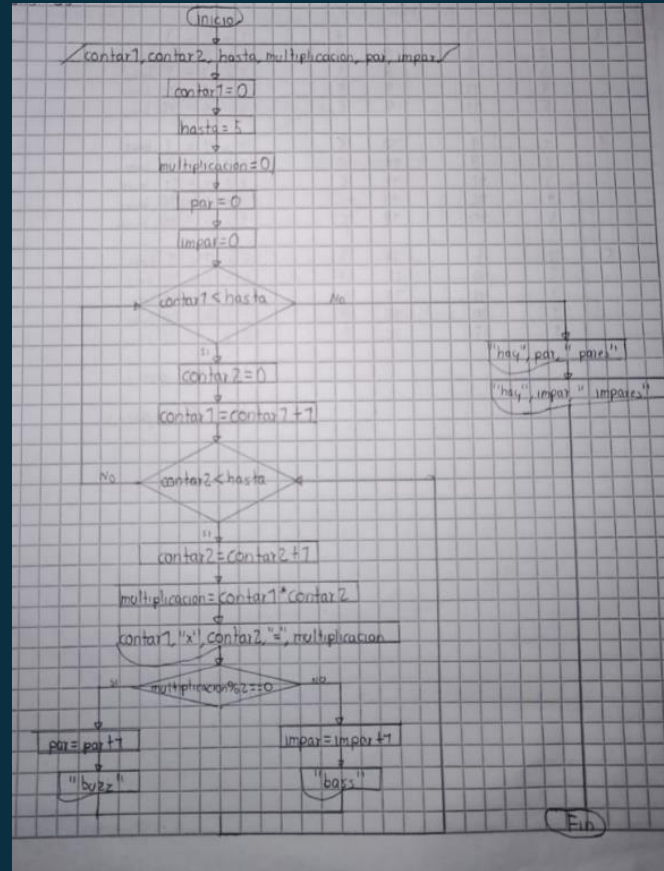 Inicio
contar1, contar2, hasta, multiplicacion, par, impar
contar1=0
hasta=5
multiplicacion=0
par=0
impar=0
contar1<hasta
No
si
contar2=0
contar1=contar1+1
contar2<hasta
No
si
contar2=contar2+1
multiplicacion=contar1*contar2
contar1,"x",contar2,"=",multiplicacion
multiplicacion%2==0
si
No
par=par+1
"buzz"
impar=impar+1
"bass"
"hay",par," pares"
"hay",impar," impares"
Fin